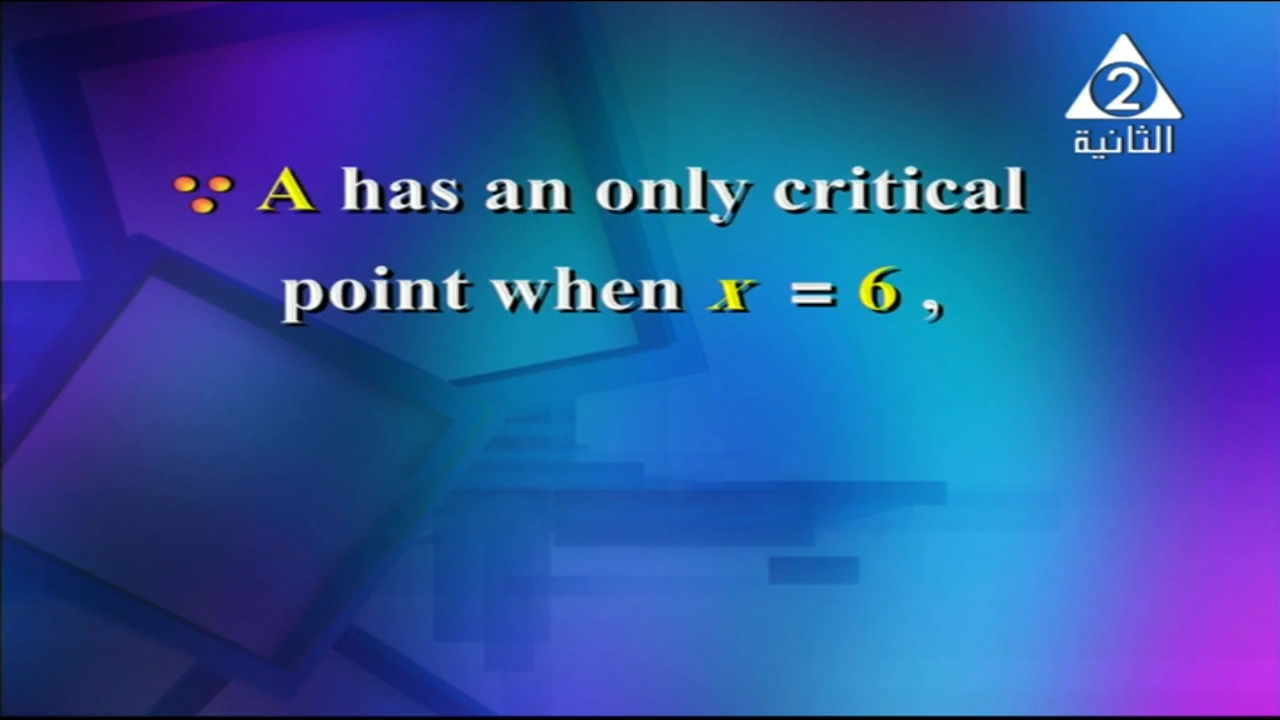 2
الثانية
∵ A has an only critical
point when x = 6 ,